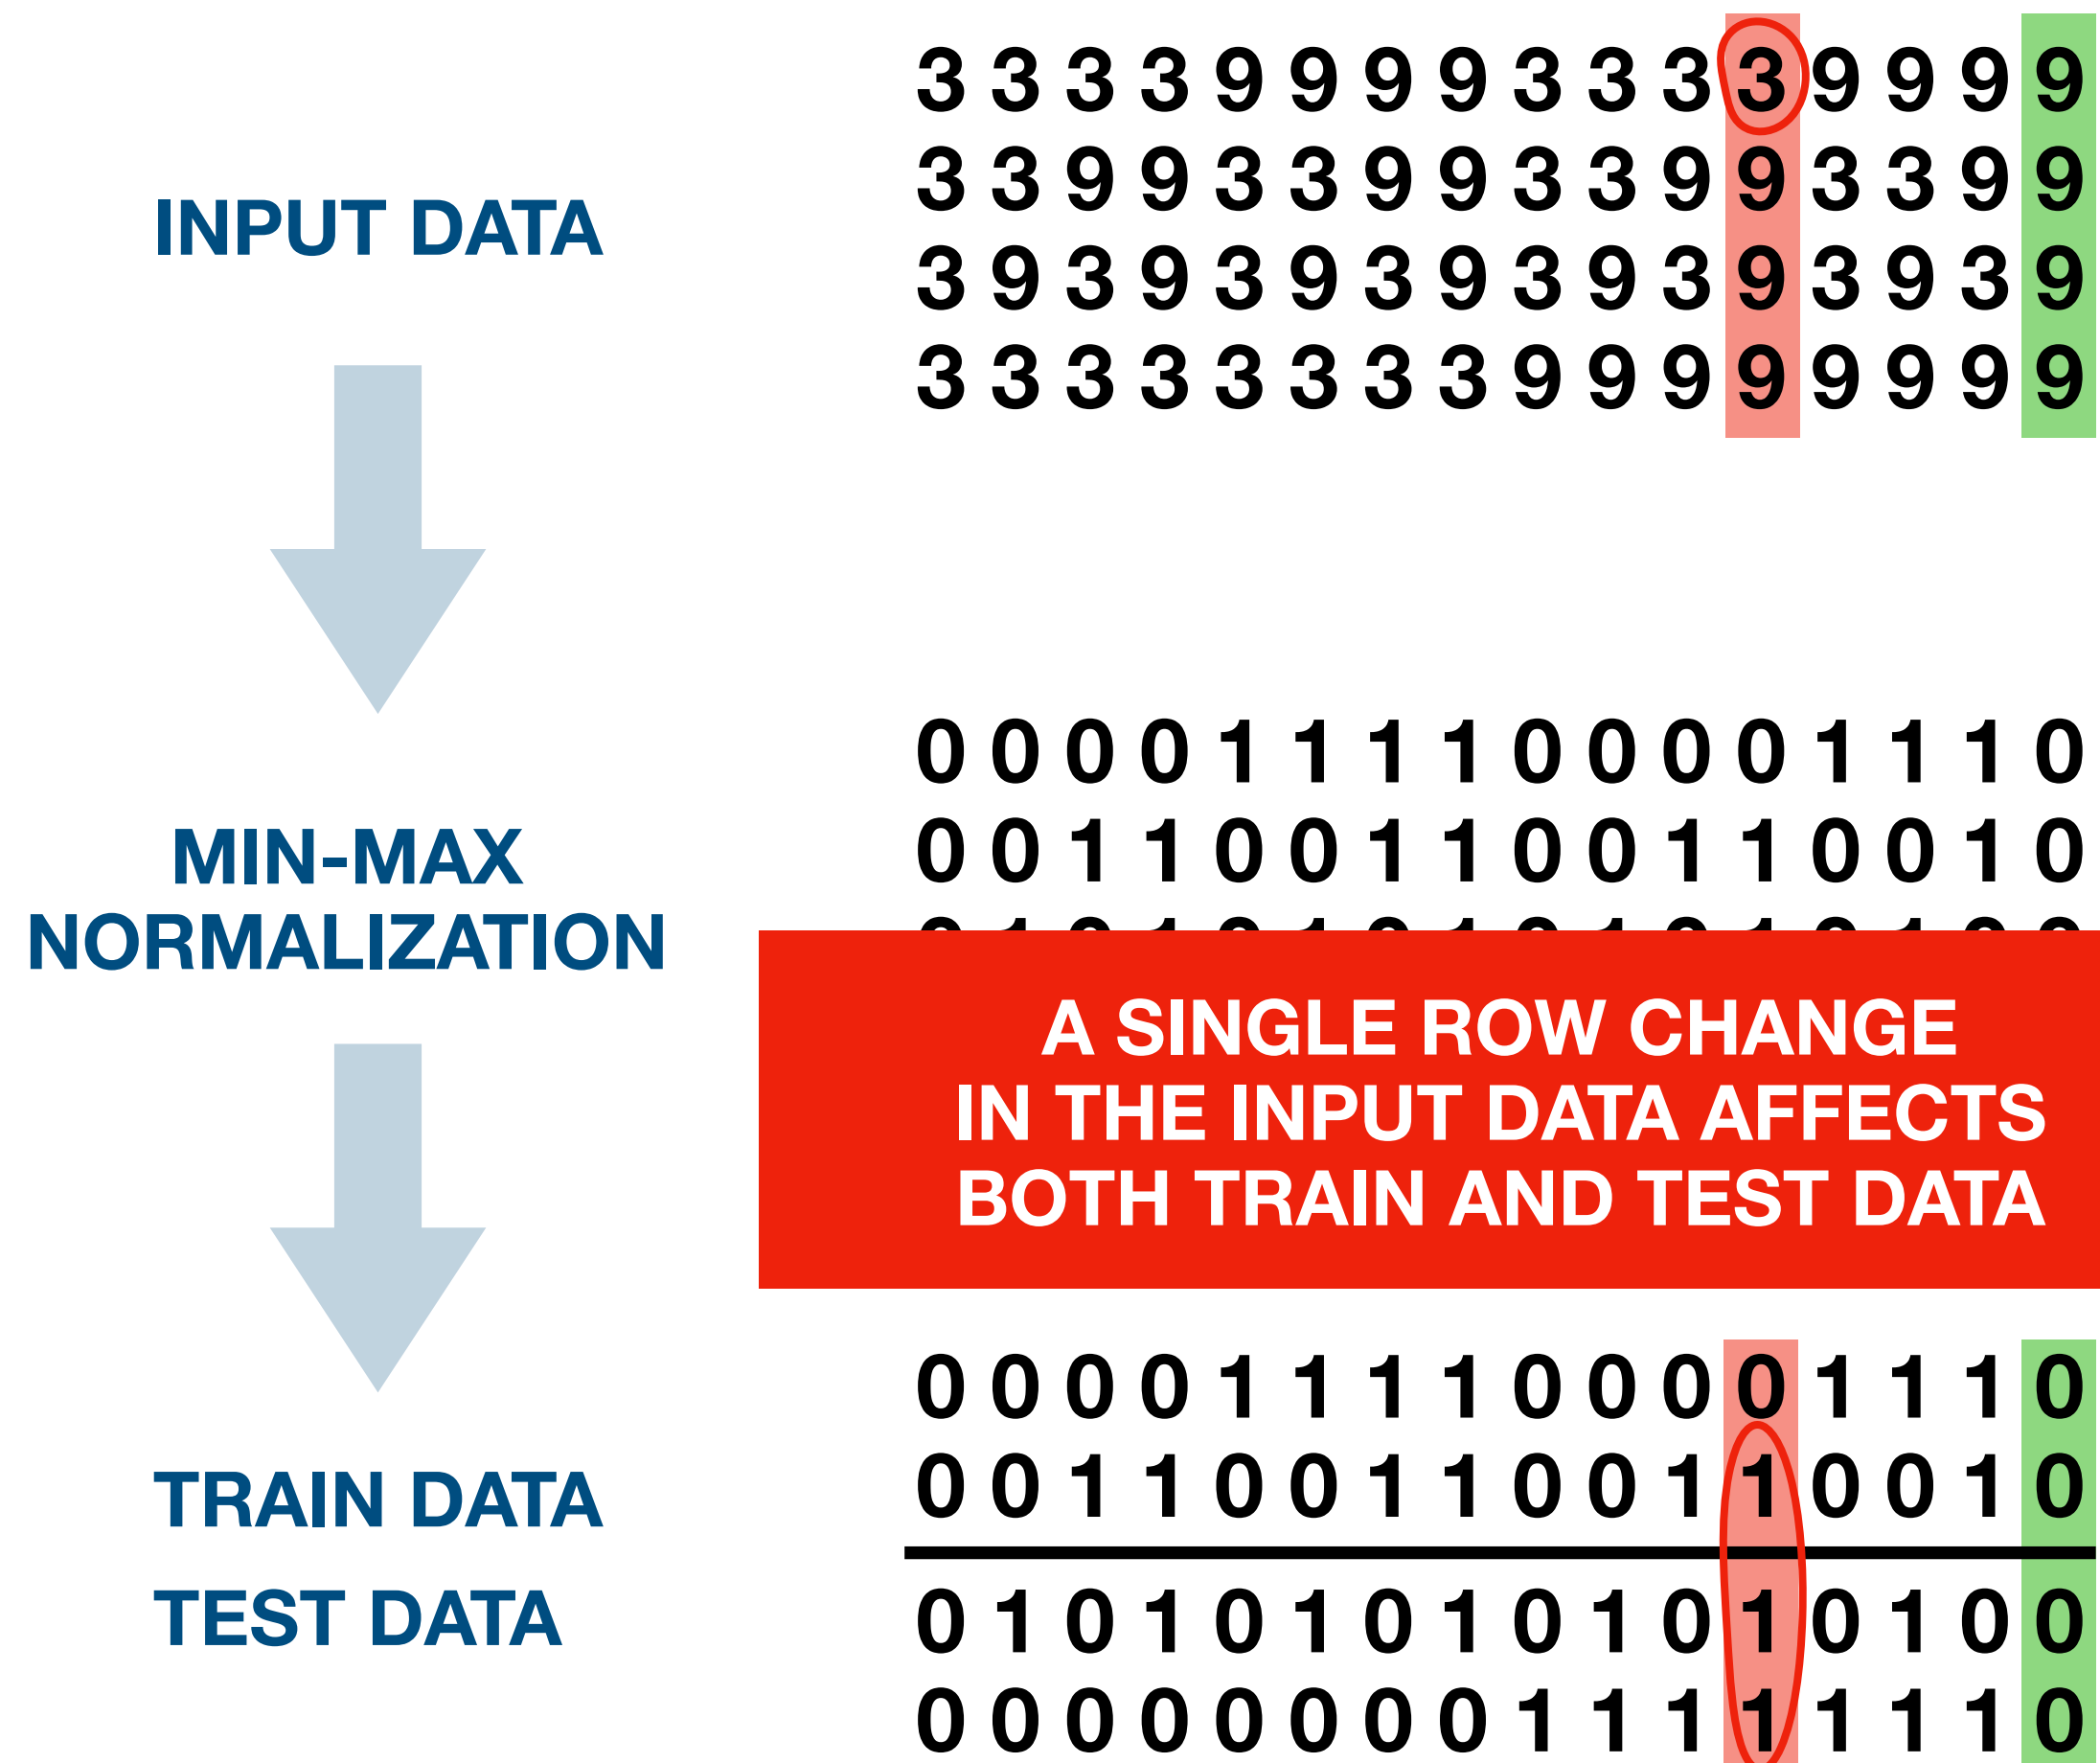 3 3 3 3 9 9 9 9 3 3 3 3 9 9 9 9
3 3 9 9 3 3 9 9 3 3 9 9 3 3 9 9
INPUT DATA
3 9 3 9 3 9 3 9 3 9 3 9 3 9 3 9
3 3 3 3 3 3 3 3 9 9 9 9 9 9 9 9
0 0 0 0 1 1 1 1 0 0 0 0 1 1 1 0
0 0 1 1 0 0 1 1 0 0 1 1 0 0 1 0
MIN-MAX
NORMALIZATION
A SINGLE ROW CHANGE
IN THE INPUT DATA AFFECTS
BOTH TRAIN AND TEST DATA
0 0 0 0 1 1 1 1 0 0 0 0 1 1 1 0
0 0 1 1 0 0 1 1 0 0 1 1 0 0 1 0
TRAIN DATA
TEST DATA
0 1 0 1 0 1 0 1 0 1 0 1 0 1 0 0
0 0 0 0 0 0 0 0 1 1 1 1 1 1 1 0